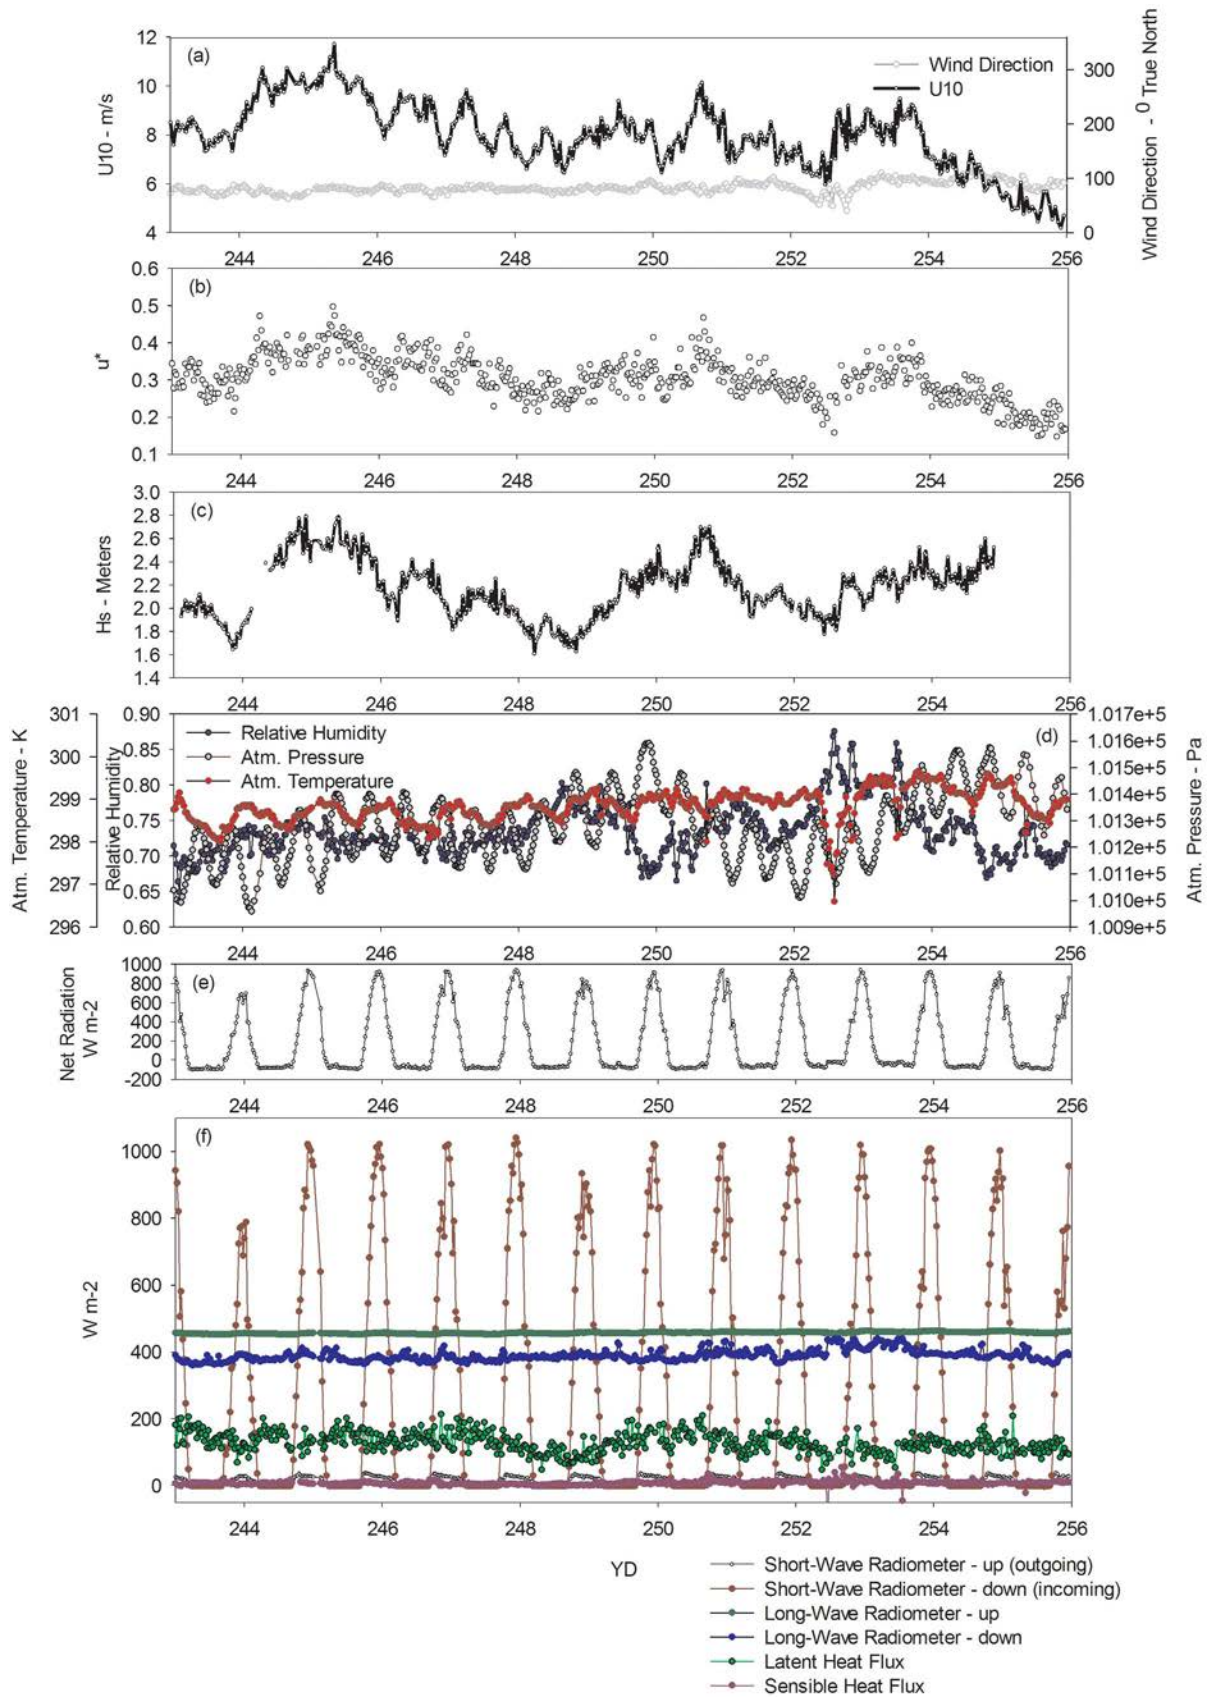 (a)
12
10
8
6
4
U10 - m/s
Wind Direction
U10
300
200
100
0
Wind Direction - 0 True North
244 246 248 250 252 254 256
(b)
0.6
0.5
0.4
0.3
0.2
0.1
u*
244 246 248 250 252 254 256
(c)
3.0
2.8
2.6
2.4
2.2
2.0
1.8
1.6
1.4
Hs - Meters
244 246 248 250 252 254 256
(d)
301
300
299
298
297
296
Atm. Temperature - K
0.90
0.85
0.80
0.75
0.70
0.65
0.60
Relative Humidity
Relative Humidity
Atm. Pressure
Atm. Temperature
1.017e+5
1.016e+5
1.015e+5
1.014e+5
1.013e+5
1.012e+5
1.011e+5
1.010e+5
1.009e+5
Atm. Pressure - Pa
244 246 248 250 252 254 256
(e)
1000
800
600
400
200
0
-200
Net Radiation
W m-2
244 246 248 250 252 254 256
(f)
1000
800
600
400
200
0
W m-2
244 246 248 250 252 254 256
YD
Short-Wave Radiometer - up (outgoing)
Short-Wave Radiometer - down (incoming)
Long-Wave Radiometer - up
Long-Wave Radiometer - down
Latent Heat Flux
Sensible Heat Flux